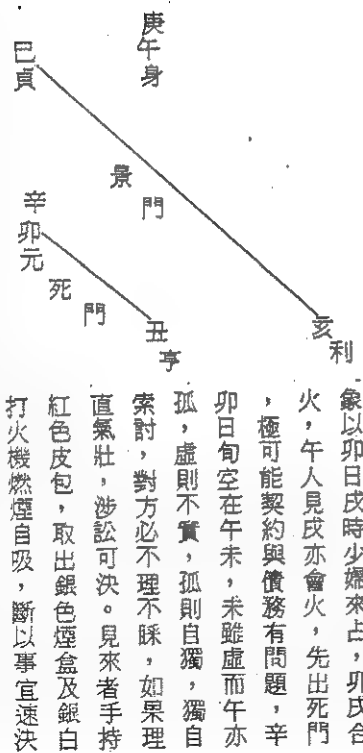 庚午身
巳貞
景門
辛卯元
死門
丑亨
亥利
象以卯日戌時少婦來占，卯戌合
火，午人見戌亦會火，先出死門
，極可能契約與債務有問題，辛
卯日旬空在午未，未雖虛而午亦
孤，虛則不實，孤則自獨，獨自
索討，對方必不理不睬，如果理
直氣壯，涉訟可決。見來者手持
紅色皮包，取出銀色煙盒及銀白
打火機燃煙自吸，斷以事宜速決